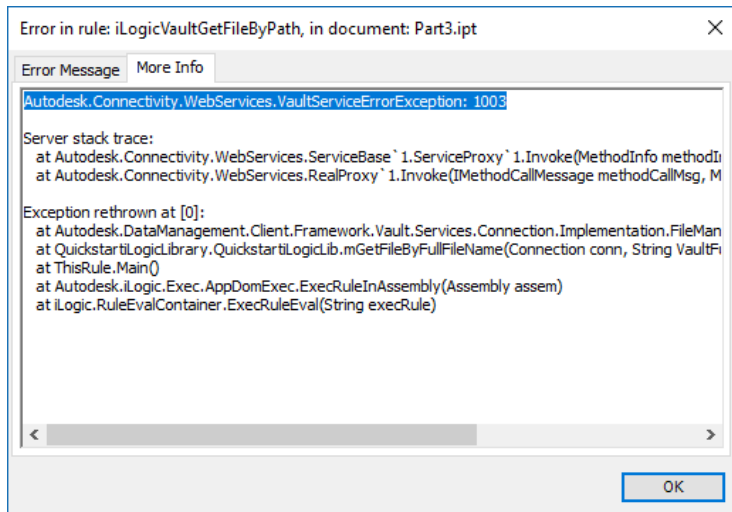 Error in rule: iLogicVaultGetFileByPath, in document: Part3.ipt
Error Message
More Info
Autodesk.Connectivity.WebServices.VaultServiceErrorException: 1003
Server stack trace:
at Autodesk.Connectivity.WebServices.ServiceBase`1.ServiceProxy`1.Invoke(MethodInfo methodI
at Autodesk.Connectivity.WebServices.RealProxy`1.Invoke(IMethodCallMessage methodCallMsg, M
Exception rethrown at [0]:
at Autodesk.DataManagement.Client.Framework.Vault.Services.Connection.Implementation.FileMan
at QuickstartiLogicLibrary.QuickstartiLogicLib.mGetFileByFullFileName(Connection conn, String VaultFu
at ThisRule.Main()
at Autodesk.iLogic.Exec.AppDomExec.ExecRuleInAssembly(Assembly assem)
at iLogic.RuleEvalContainer.ExecRuleEval(String execRule)
OK